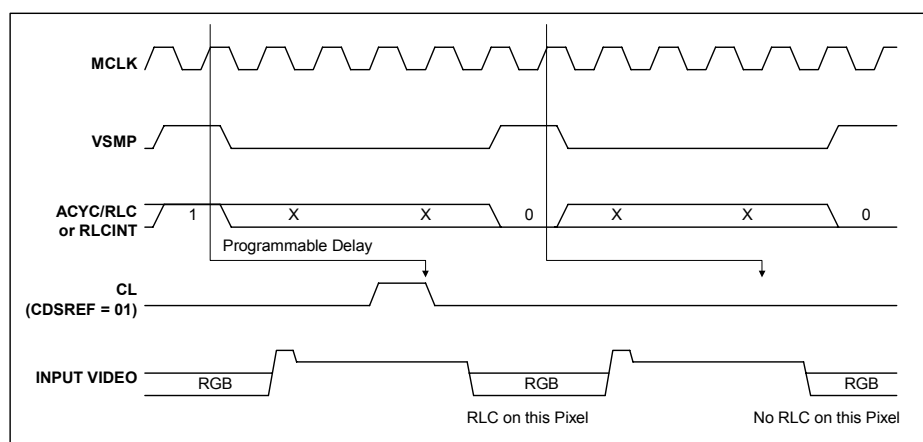 MCLK
VSMP
ACYC/RLC
or RLCINT
1 X X 0 X X 0
Programmable Delay
CL
(CDSREF = 01)
INPUT VIDEO
RGB RGB RGB
RLC on this Pixel No RLC on this Pixel